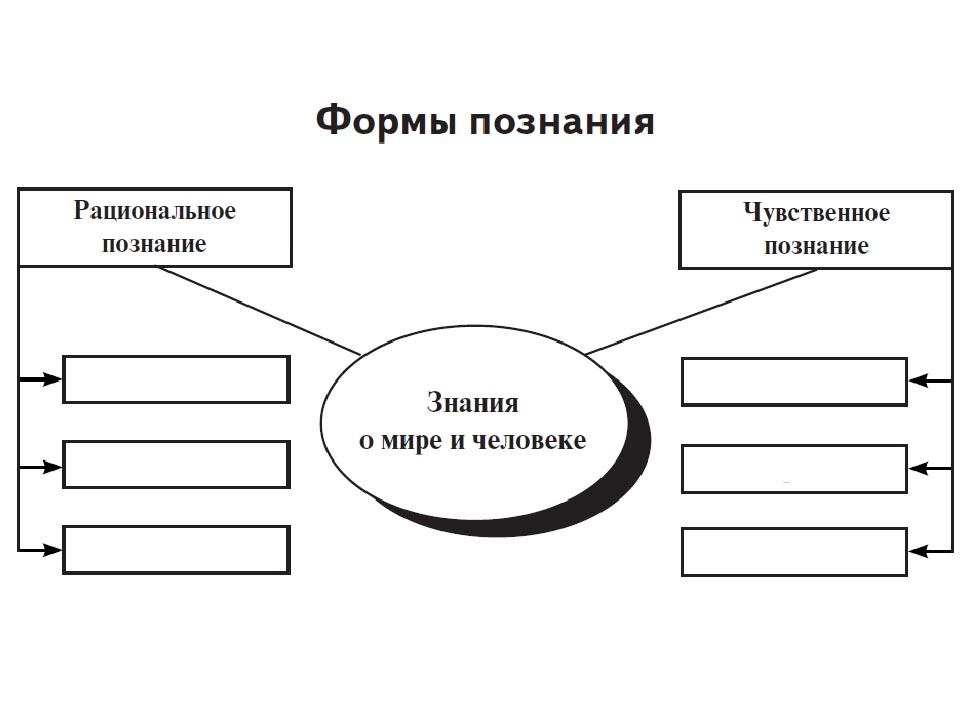 Формы познания
Рациональное
познание
Чувственное
познание
Знания
о мире и человеке